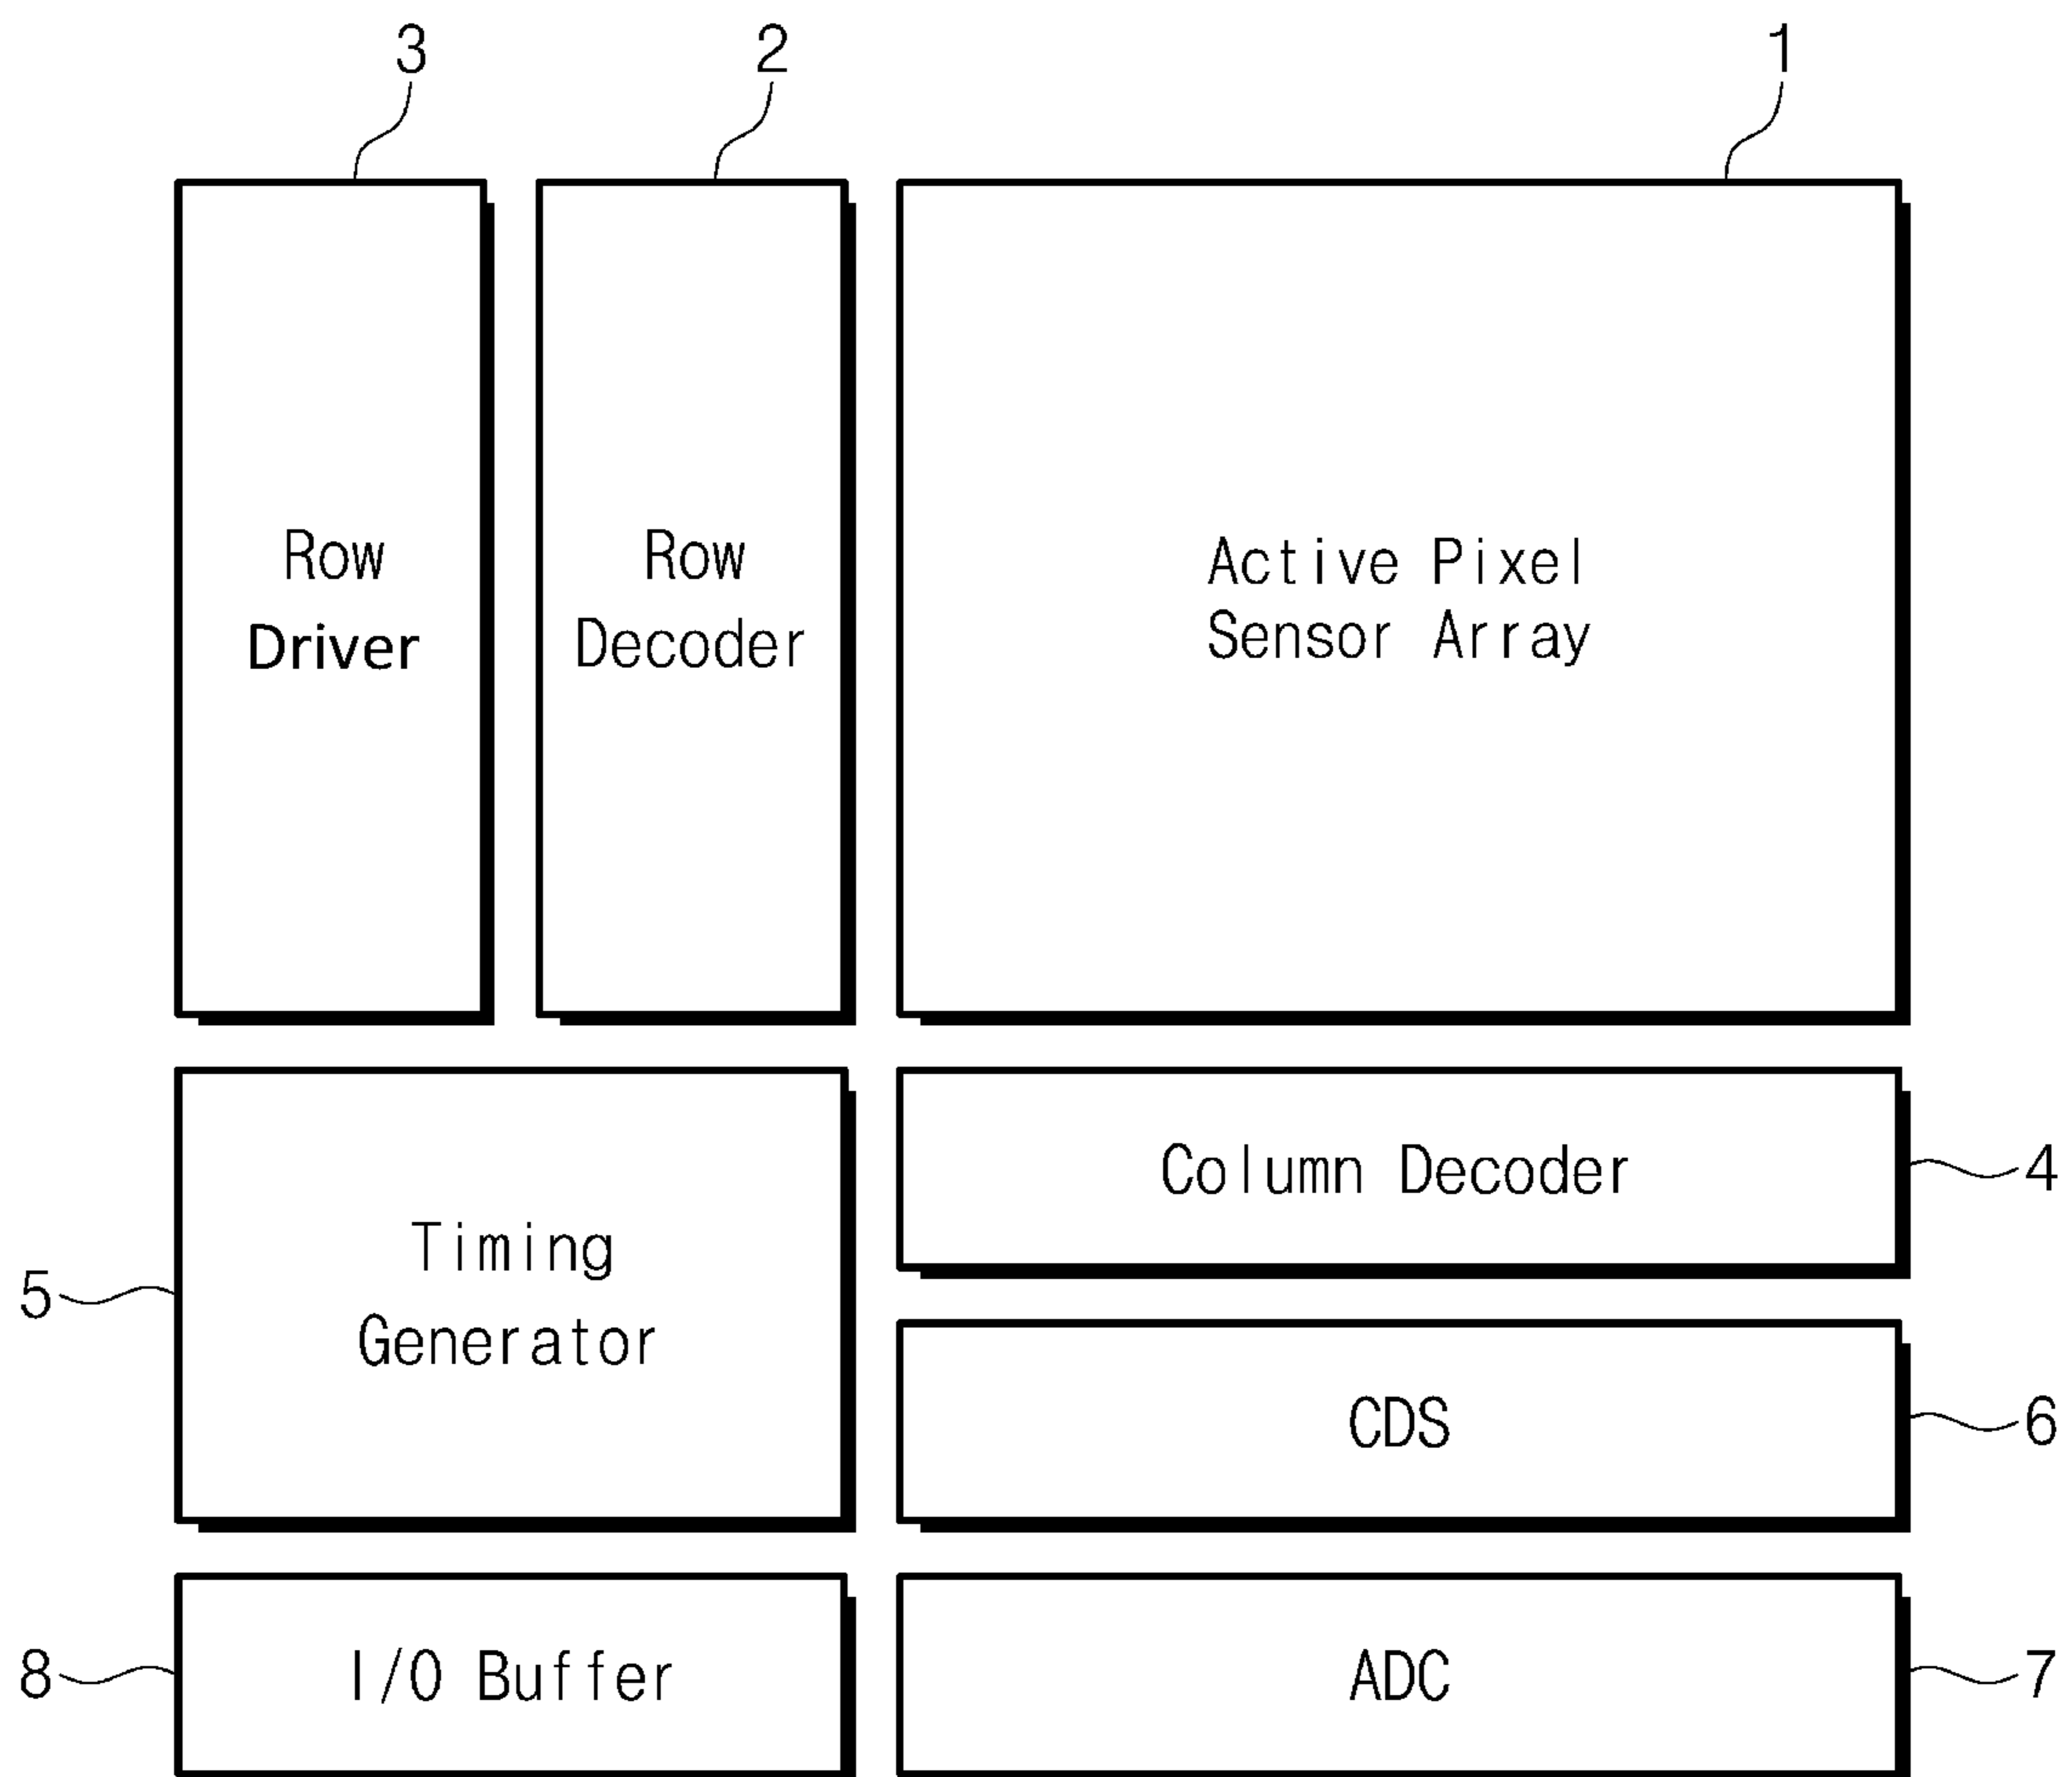 3
2
1
Row
Driver
Row
Decoder
Active Pixel
Sensor Array
Column Decoder
4
Timing
Generator
5
CDS
6
I/O Buffer
8
ADC
7